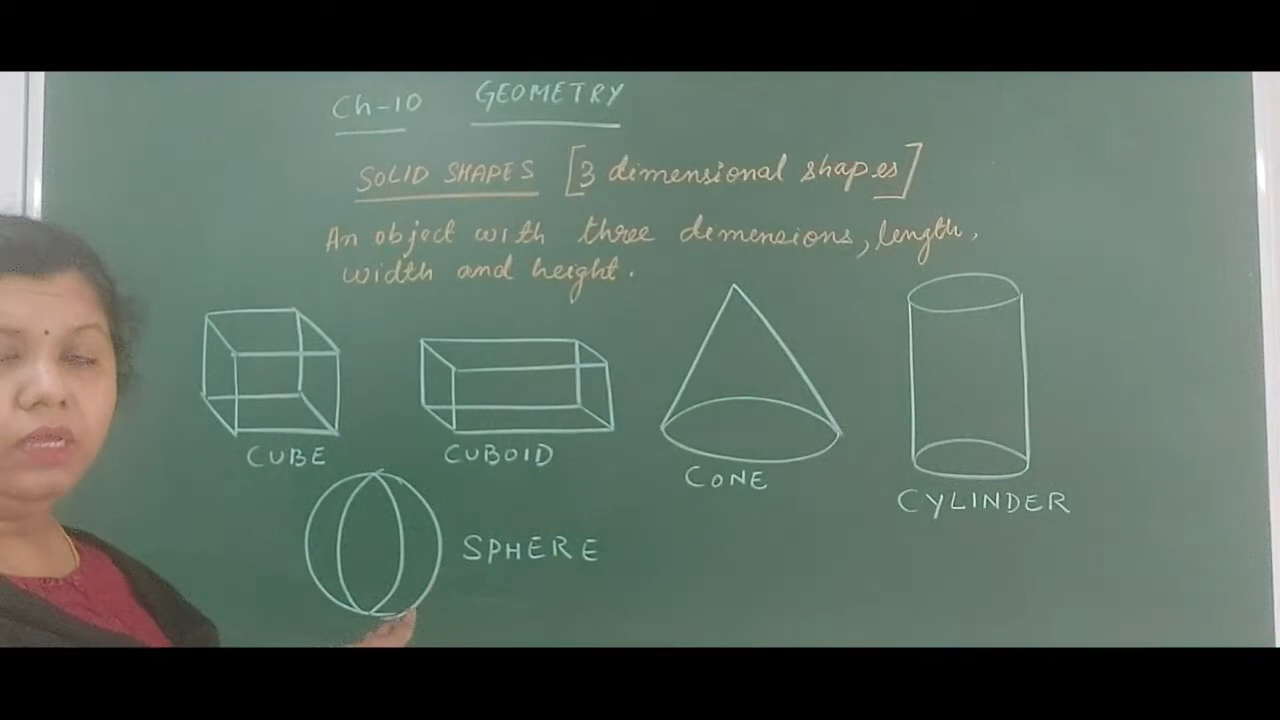 Ch-10 GEOMETRY
SOLID SHAPES [3 dimensional shapes]
An object with three demensions, length,
width and height.
CUBE
CUBOID
CONE
CYLINDER
SPHERE